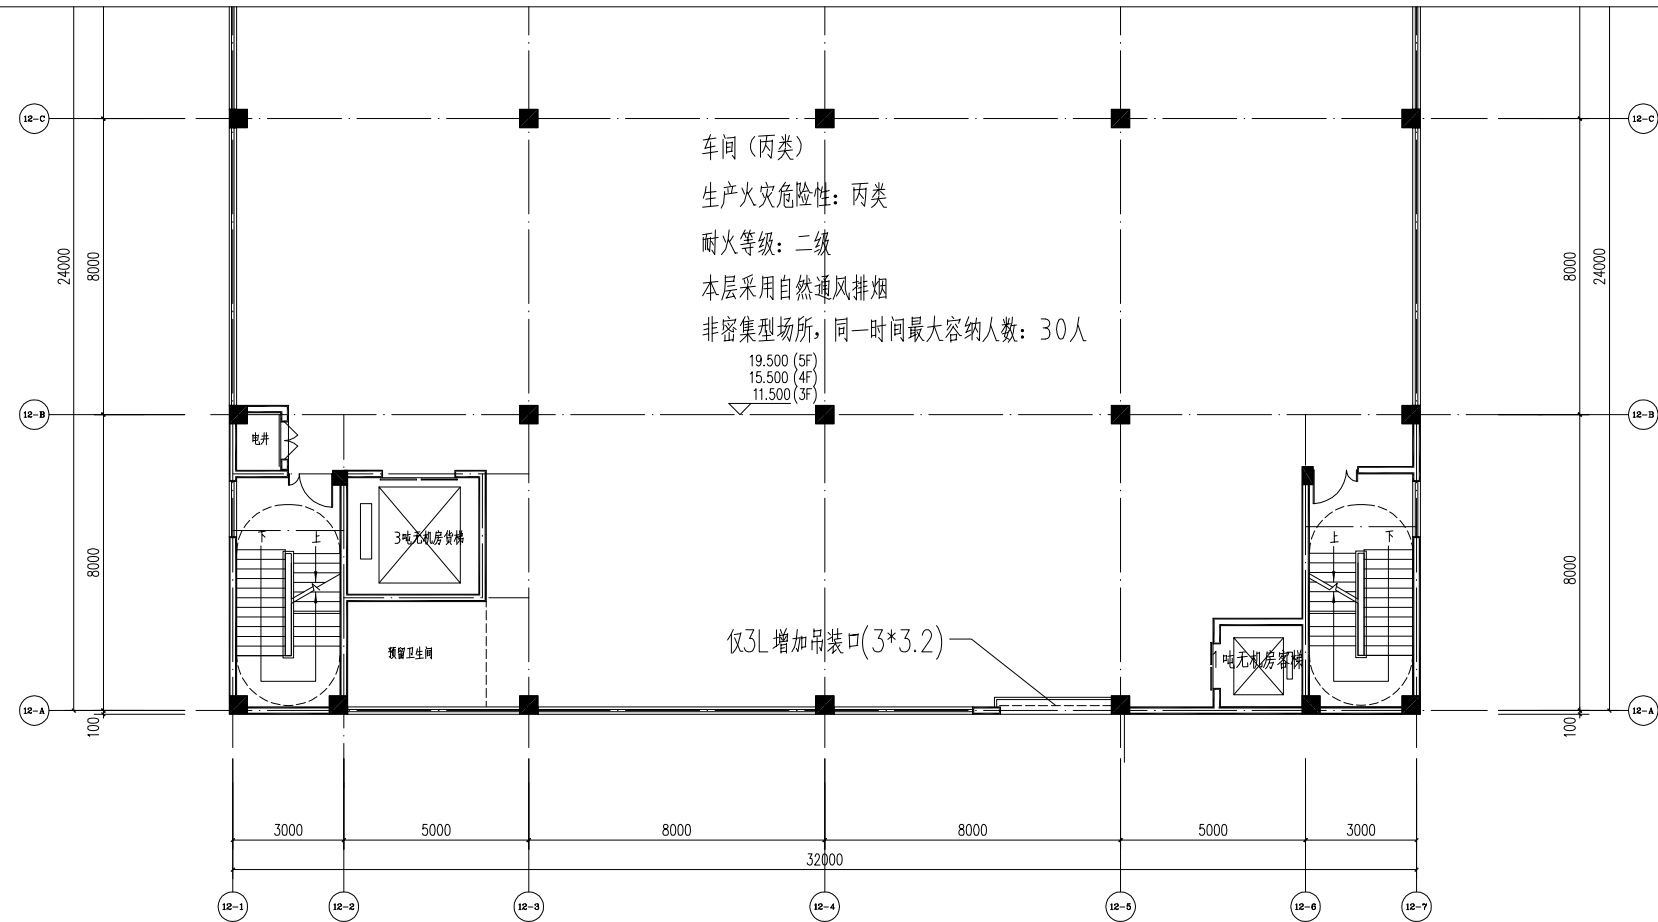 12-C
12-C
车间（丙类）
生产火灾危险性：丙类
耐火等级：二级
本层采用自然通风排烟
非密集型场所，同一时间最大容纳人数：30人
24000
8000
8000
24000
19.500 (5F)
15.500 (4F)
11.500 (3F)
12-B
12-B
电井
下
上
3吨无机房货梯
上
下
8000
8000
仅3L增加吊装口(3*3.2)
预留卫生间
1吨无机房客梯
12-A
12-A
100
100
3000
5000
8000
8000
5000
3000
32000
12-1
12-2
12-3
12-4
12-5
12-6
12-7